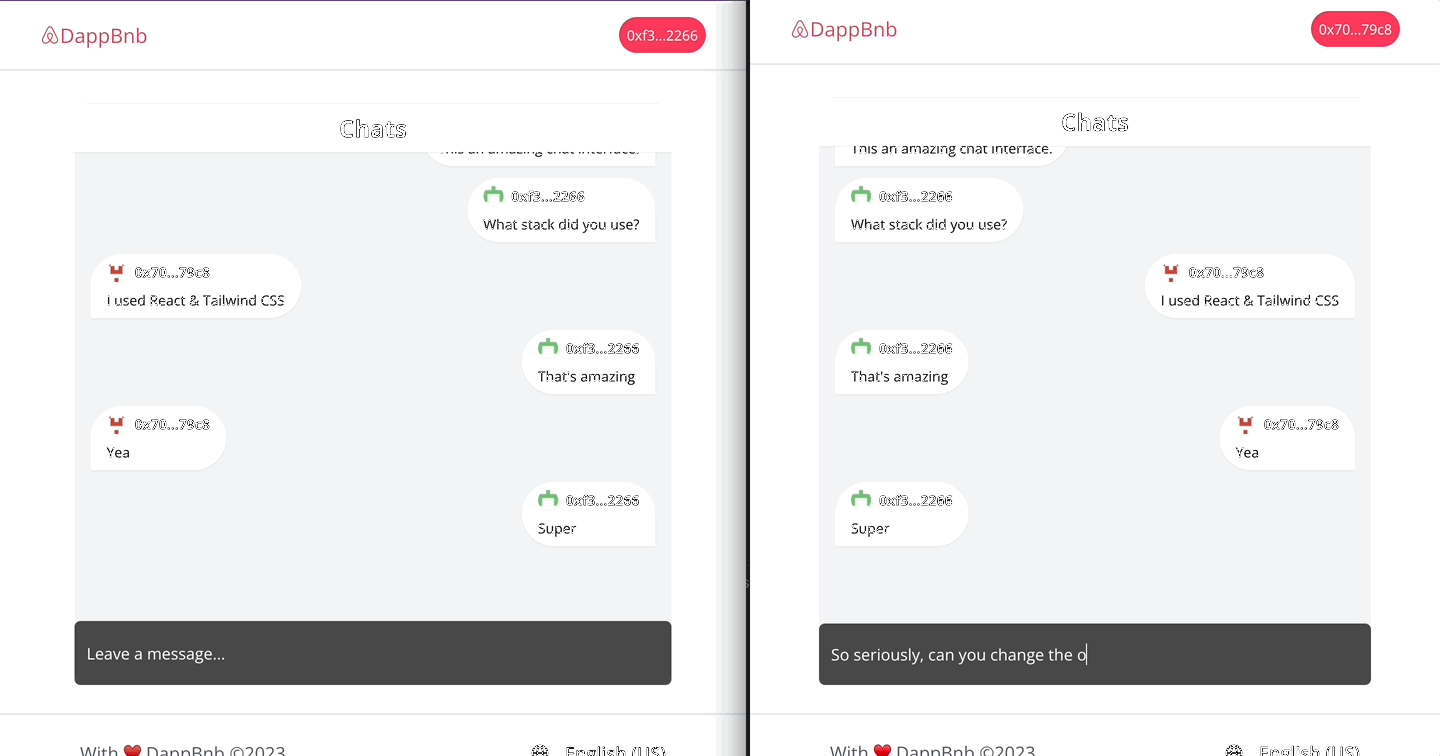 DappBnb
0xf3...2266
Chats
This an amazing chat interface.
0xf3...2266
What stack did you use?
0x70...79c8
I used React & Tailwind CSS
0xf3...2266
That's amazing
0x70...79c8
Yea
0xf3...2266
Super
Leave a message...
With ❤️ DappBnb ©2023
English (US)
DappBnb
0x70...79c8
Chats
This an amazing chat interface.
0xf3...2266
What stack did you use?
0x70...79c8
I used React & Tailwind CSS
0xf3...2266
That's amazing
0x70...79c8
Yea
0xf3...2266
Super
So seriously, can you change the o
With ❤️ DappBnb ©2023
English (US)